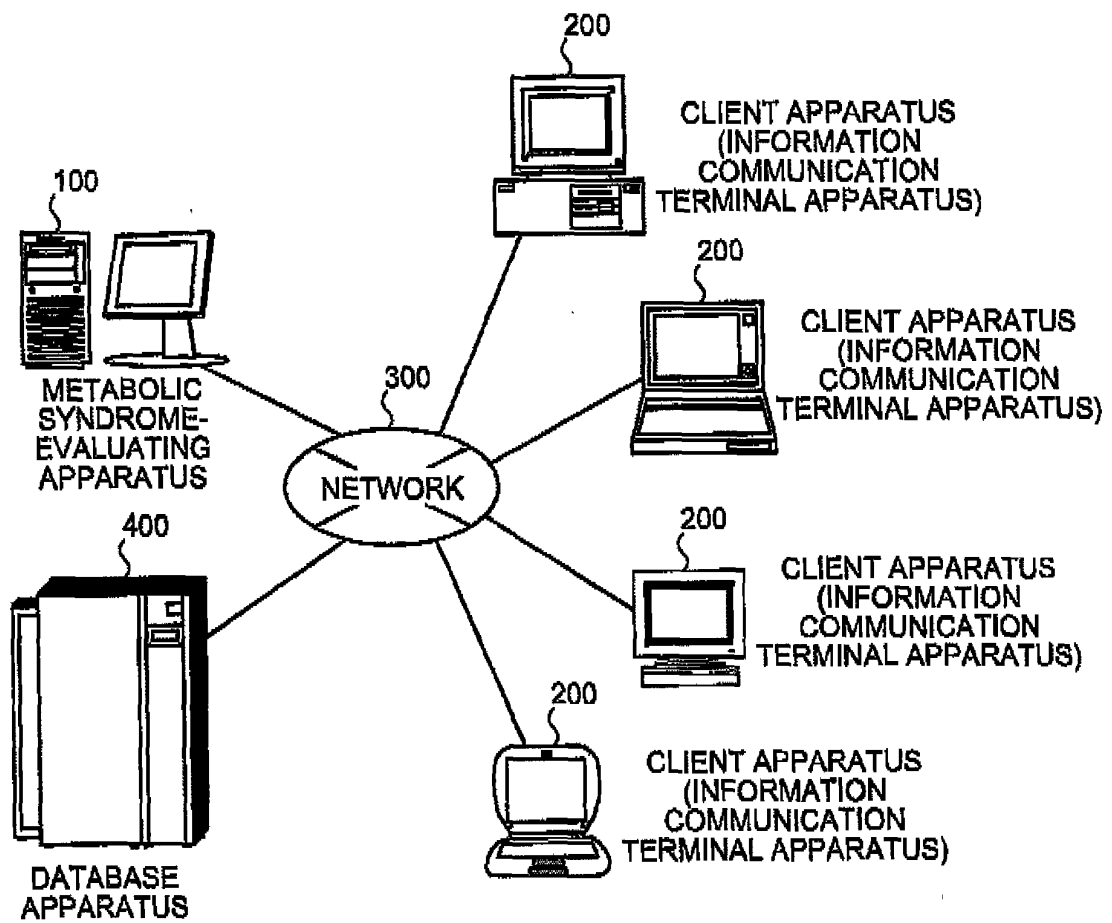 200
CLIENT APPARATUS
(INFORMATION
COMMUNICATION
TERMINAL APPARATUS)
100
METABOLIC
SYNDROME-
EVALUATING
APPARATUS
200
CLIENT APPARATUS
(INFORMATION
COMMUNICATION
TERMINAL APPARATUS)
300
NETWORK
400
DATABASE
APPARATUS
200
CLIENT APPARATUS
(INFORMATION
COMMUNICATION
TERMINAL APPARATUS)
200
CLIENT APPARATUS
(INFORMATION
COMMUNICATION
TERMINAL APPARATUS)